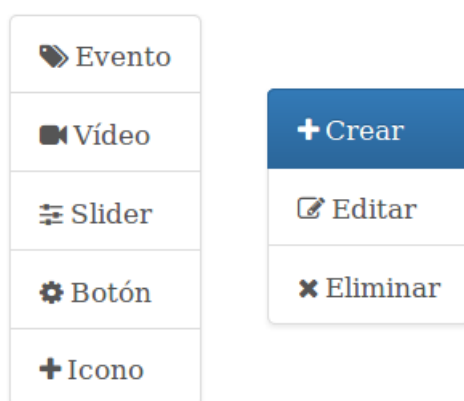 Evento
Vídeo
Slider
Botón
Icono
Crear
Editar
Eliminar